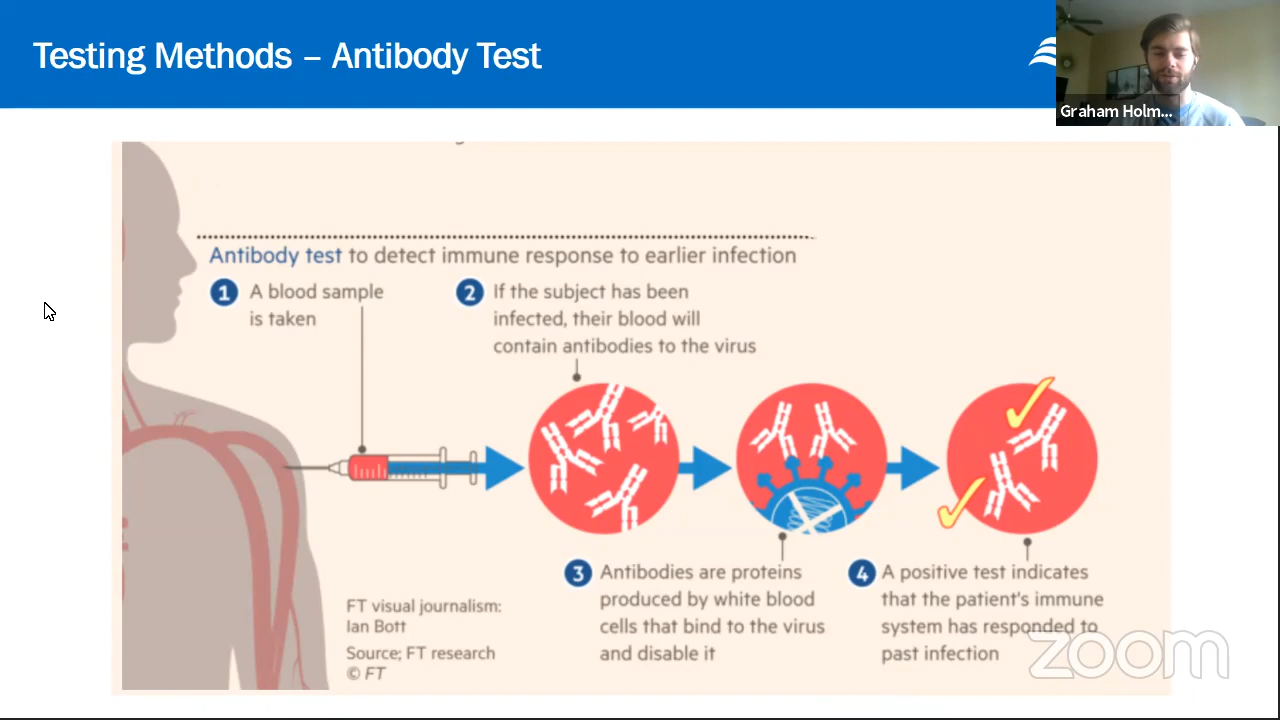 Testing Methods – Antibody Test
Graham Holm...
Antibody test to detect immune response to earlier infection
1
A blood sample
is taken
2
If the subject has been
infected, their blood will
contain antibodies to the virus
3
Antibodies are proteins
produced by white blood
cells that bind to the virus
and disable it
4
A positive test indicates
that the patient's immune
system has responded to
past infection
FT visual journalism:
Ian Bott
Source; FT research
© FT
zoom